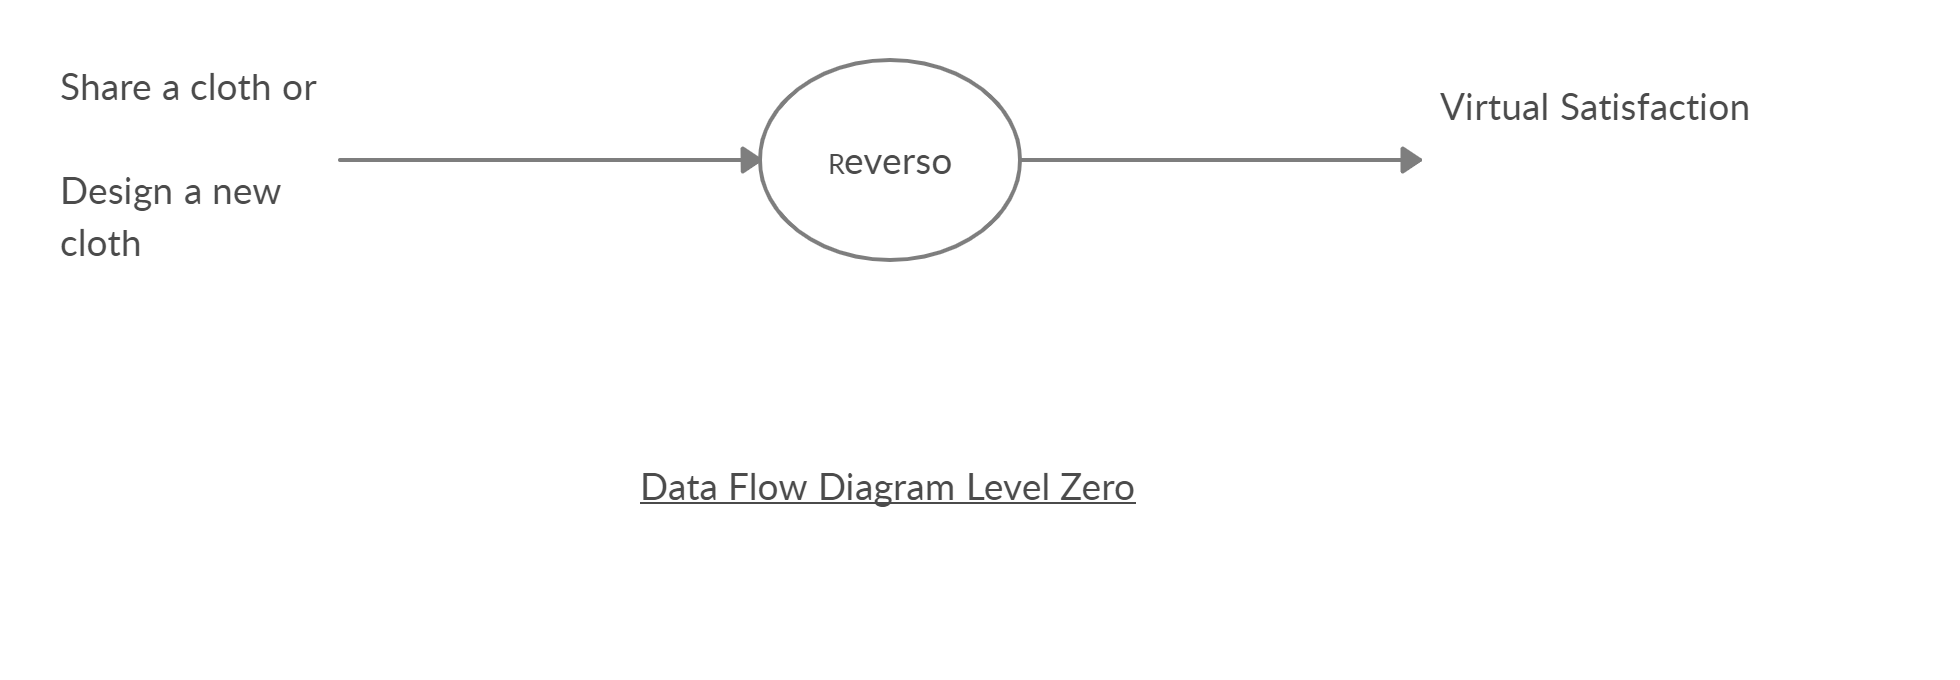 Share a cloth or
Design a new
cloth
Reverso
Virtual Satisfaction
Data Flow Diagram Level Zero